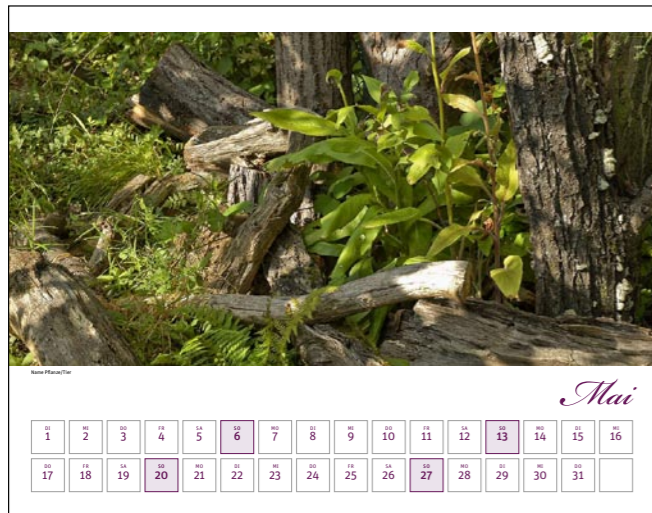 Name Pflanze/Tier
Mai
DI MI DO FR SA SO MO DI MI DO FR SA SO MO DI MI
1 2 3 4 5 6 7 8 9 10 11 12 13 14 15 16
DO FR SA SO MO DI MI DO FR SA SO MO DI MI DO
17 18 19 20 21 22 23 24 25 26 27 28 29 30 31